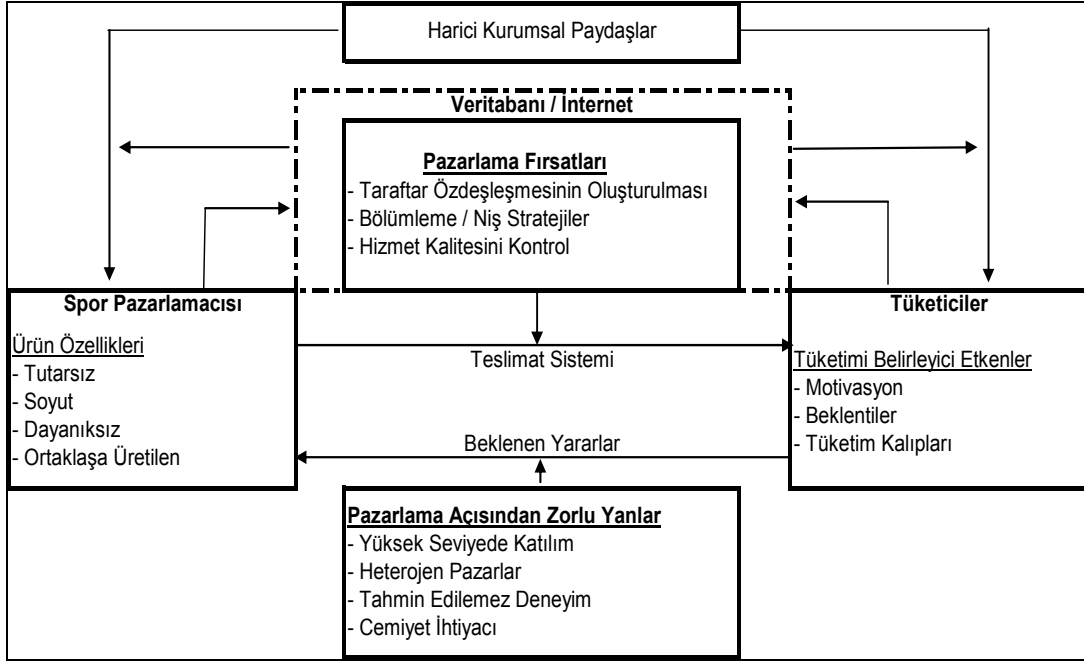 Harici Kurumsal Paydaşlar
Veritabanı / İnternet
Pazarlama Fırsatları
- Taraftar Özdeşleşmesinin Oluşturulması
- Bölümleme / Niş Stratejiler
- Hizmet Kalitesini Kontrol
Spor Pazarlamacısı
Ürün Özellikleri
- Tutarsız
- Soyut
- Dayanıksız
- Ortaklaşa Üretilen
Teslimat Sistemi
Beklenen Yararlar
Tüketiciler
Tüketimi Belirleyici Etkenler
- Motivasyon
- Beklentiler
- Tüketim Kalıpları
Pazarlama Açısından Zorlu Yanlar
- Yüksek Seviyede Katılım
- Heterojen Pazarlar
- Tahmin Edilemez Deneyim
- Cemiyet İhtiyacı